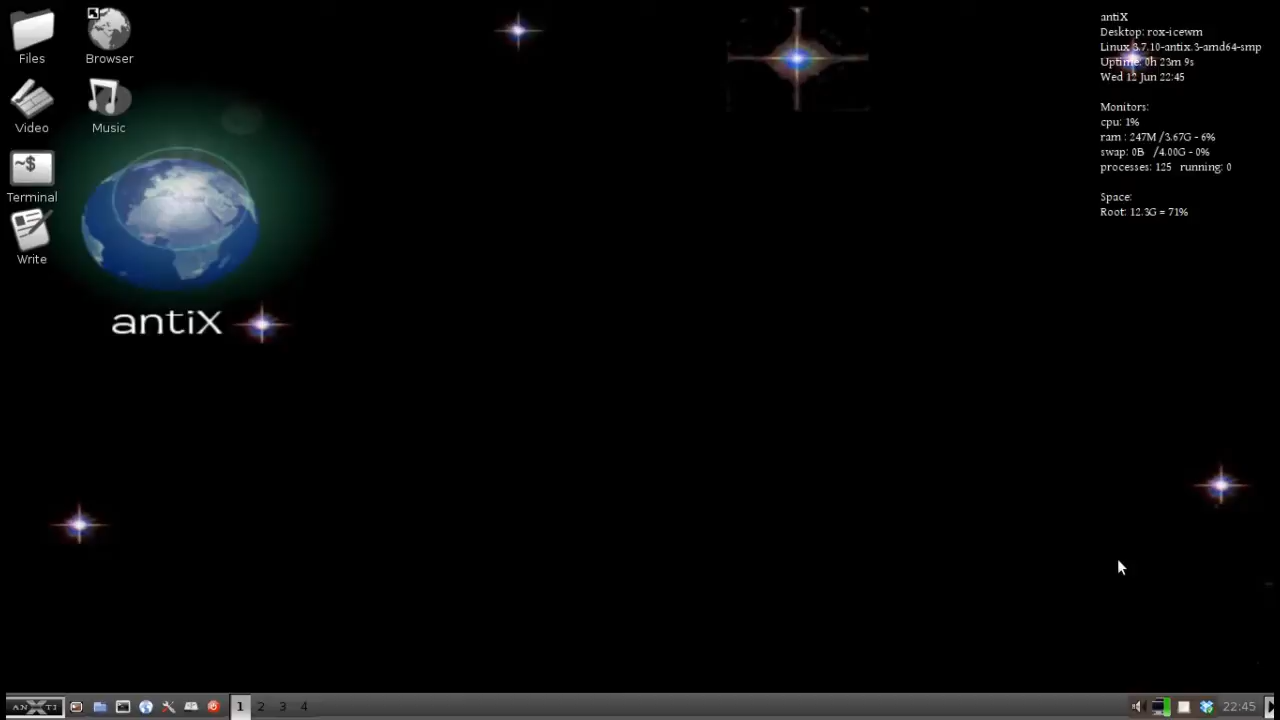 Files
Browser
Video
Music
~$
Terminal
Write
antiX
antiX
Desktop: rox-icewm
Linux 3.7.10-antix.3-amd64-smp
Uptime: 0h 23m 9s
Wed 12 Jun 22:45
Monitors:
cpu: 1%
ram : 247M /3.67G - 6%
swap: 0B /4.00G - 0%
processes: 125 running: 0
Space:
Root: 12.3G = 71%
ANXTI
1 2 3 4
22:45